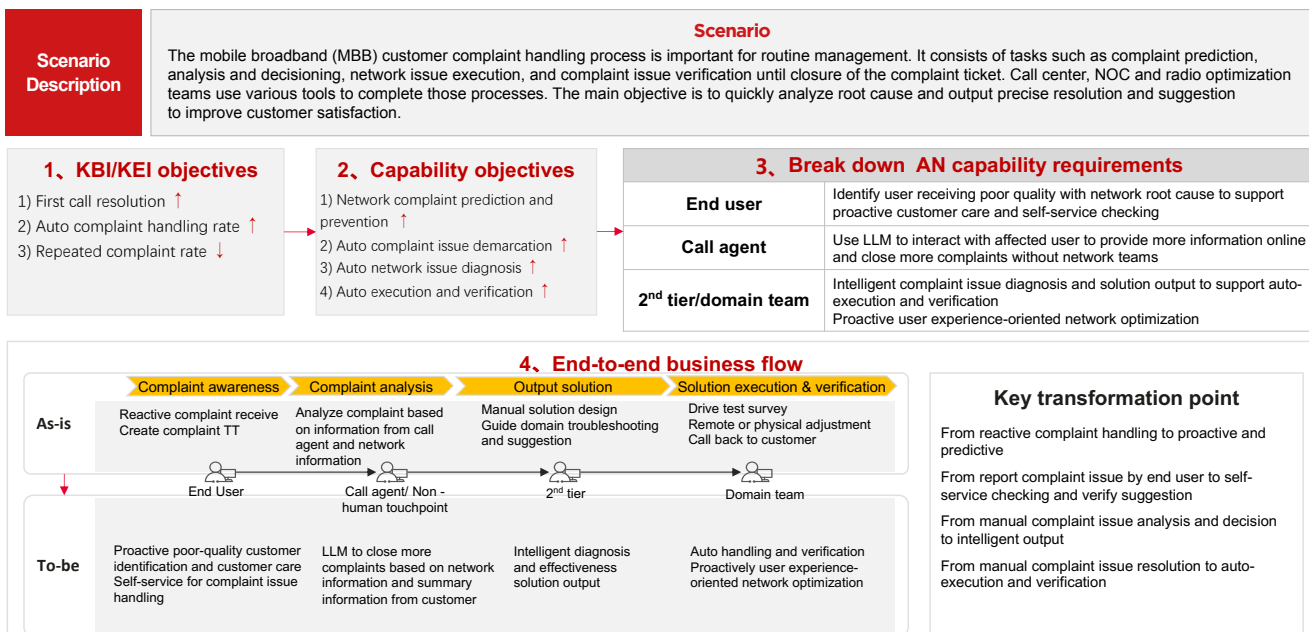 Scenario
Description
Scenario
The mobile broadband (MBB) customer complaint handling process is important for routine management. It consists of tasks such as complaint prediction,
analysis and decisioning, network issue execution, and complaint issue verification until closure of the complaint ticket. Call center, NOC and radio optimization
teams use various tools to complete those processes. The main objective is to quickly analyze root cause and output precise resolution and suggestion
to improve customer satisfaction.
1、KBI/KEI objectives
1) First call resolution ↑
2) Auto complaint handling rate ↑
3) Repeated complaint rate ↓
2、Capability objectives
1) Network complaint prediction and
prevention ↑
2) Auto complaint issue demarcation ↑
3) Auto network issue diagnosis ↑
4) Auto execution and verification ↑
3、Break down AN capability requirements
End user
Identify user receiving poor quality with network root cause to support
proactive customer care and self-service checking
Call agent
Use LLM to interact with affected user to provide more information online
and close more complaints without network teams
2nd tier/domain team
Intelligent complaint issue diagnosis and solution output to support auto-
execution and verification
Proactive user experience-oriented network optimization
4、End-to-end business flow
Complaint awareness
Complaint analysis
Output solution
Solution execution & verification
As-is
Reactive complaint receive
Create complaint TT
Analyze complaint based
on information from call
agent and network
information
Manual solution design
Guide domain troubleshooting
and suggestion
Drive test survey
Remote or physical adjustment
Call back to customer
End User
Call agent/ Non -
human touchpoint
2nd tier
Domain team
To-be
Proactive poor-quality customer
identification and customer care
Self-service for complaint issue
handling
LLM to close more
complaints based on network
information and summary
information from customer
Intelligent diagnosis
and effectiveness
solution output
Auto handling and verification
Proactively user experience-
oriented network optimization
Key transformation point
From reactive complaint handling to proactive and
predictive
From report complaint issue by end user to self-
service checking and verify suggestion
From manual complaint issue analysis and decision
to intelligent output
From manual complaint issue resolution to auto-
execution and verification